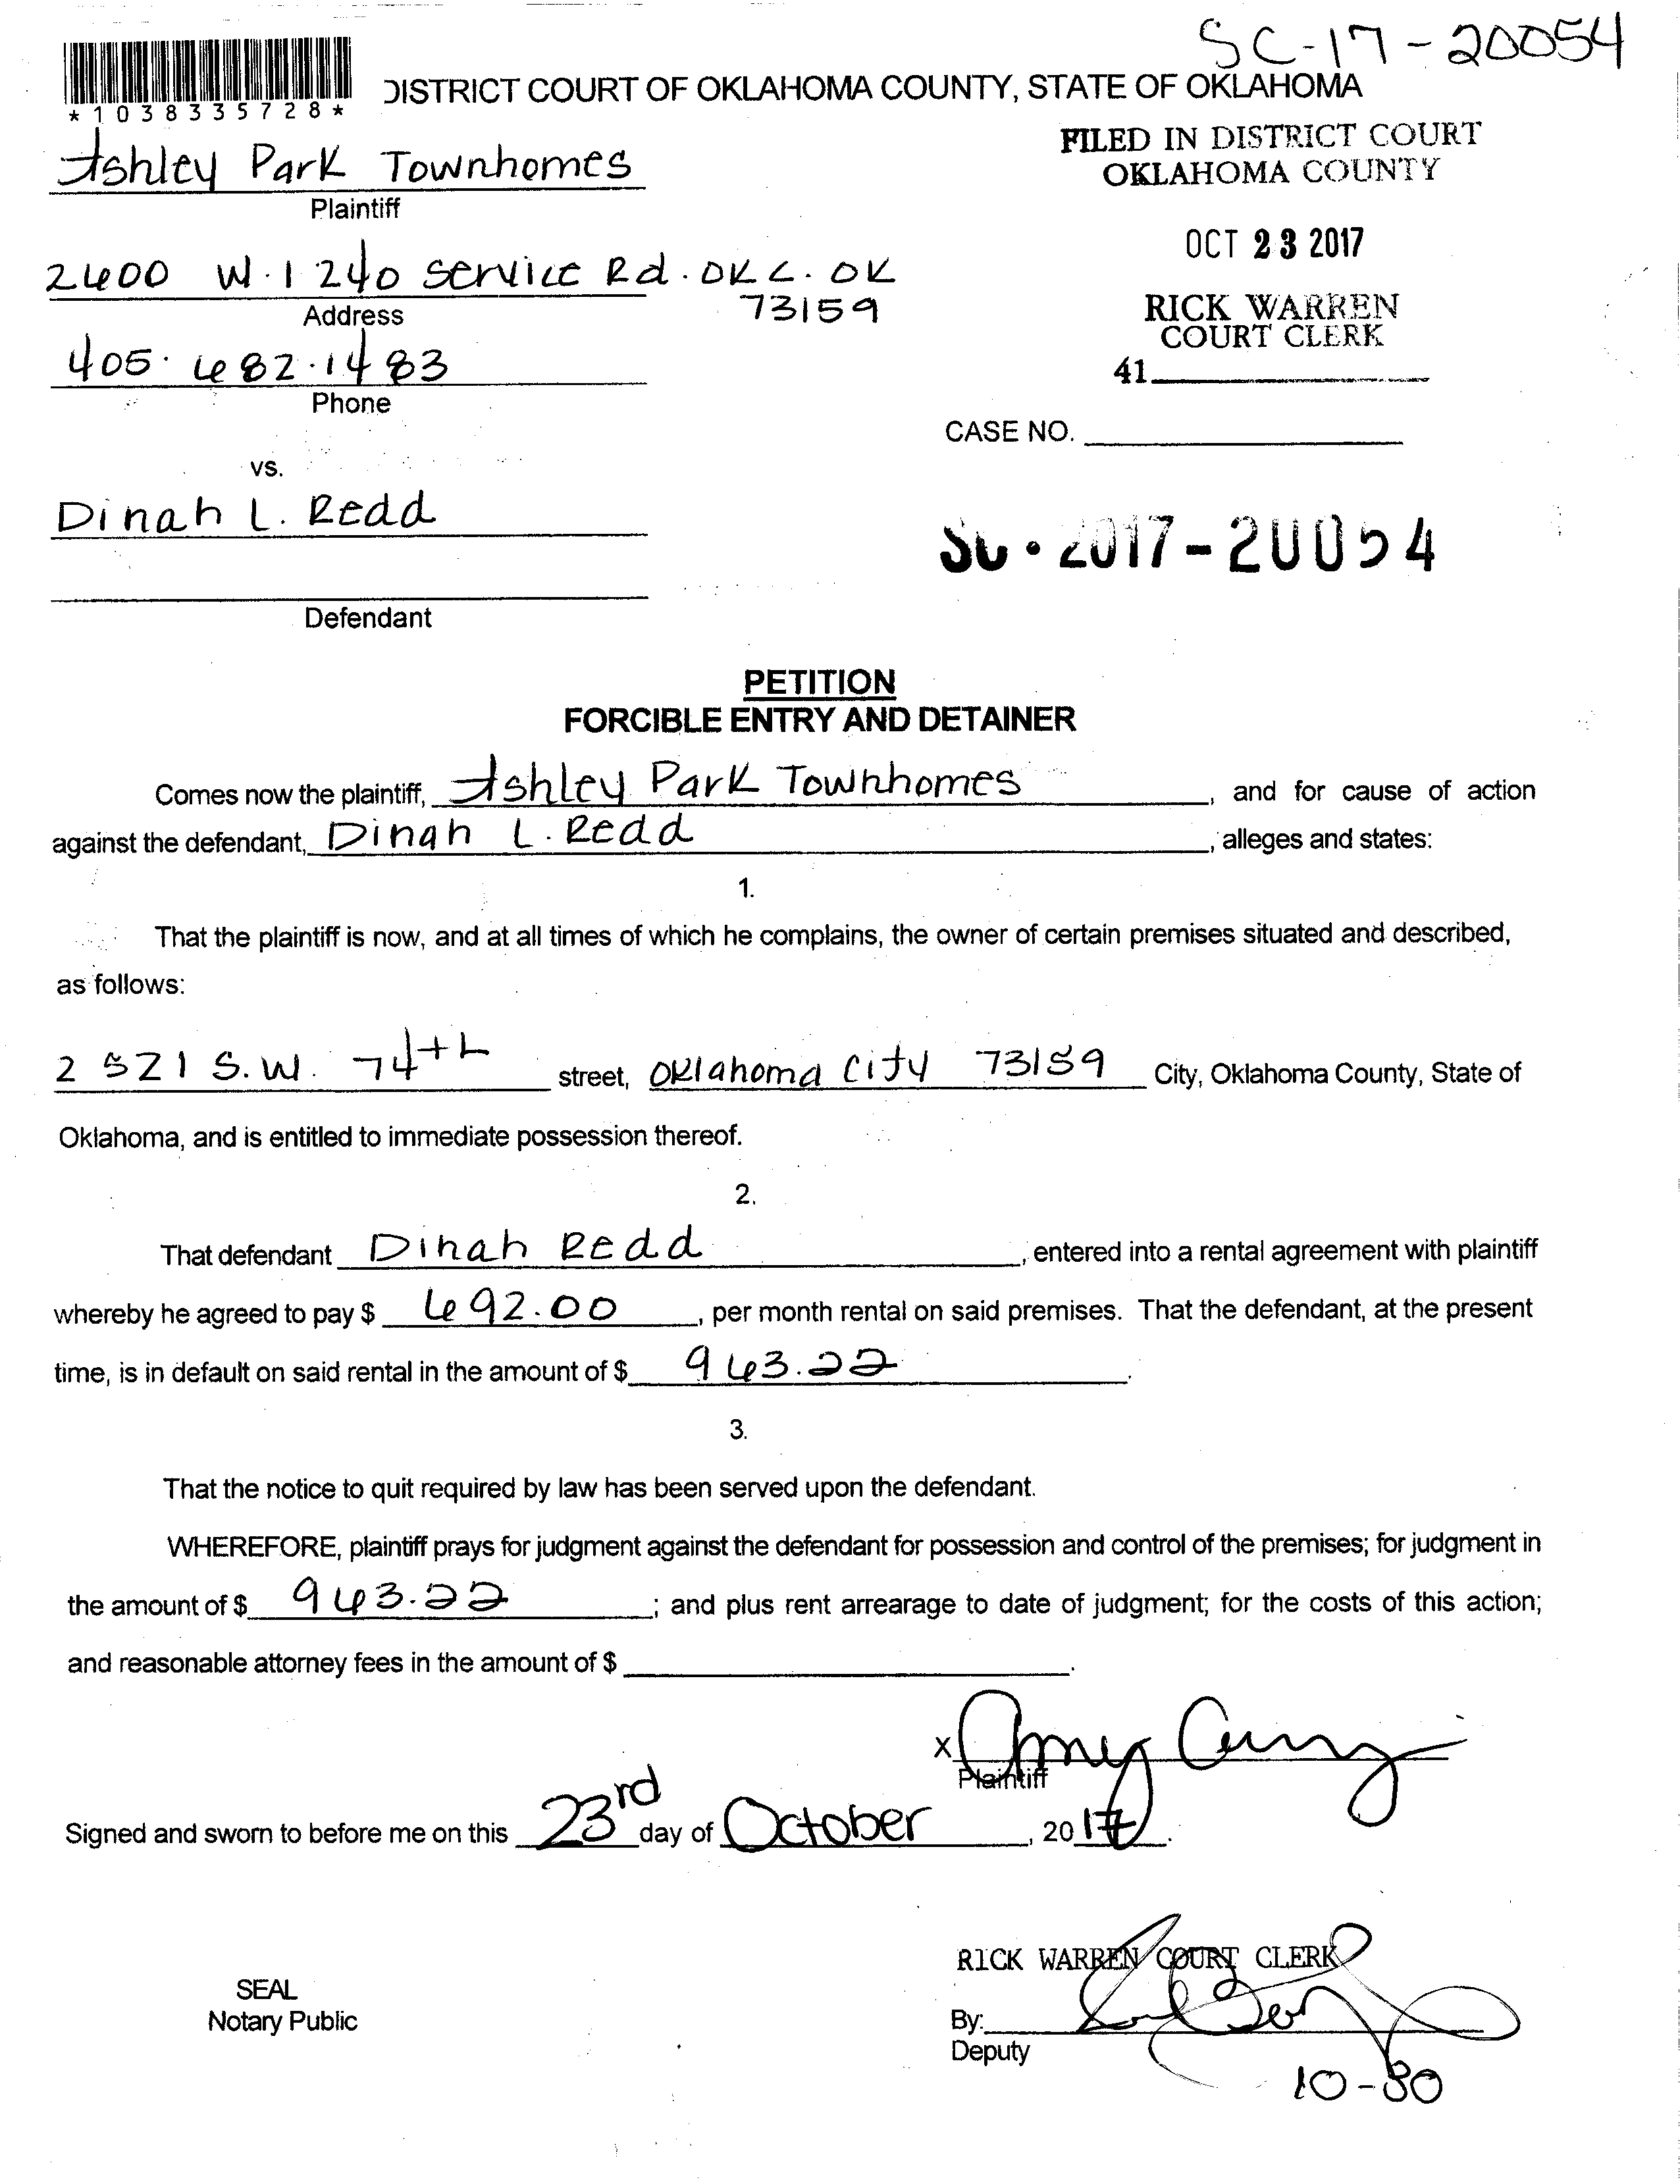 SC-17-20054
*1038335728*
DISTRICT COURT OF OKLAHOMA COUNTY, STATE OF OKLAHOMA
FILED IN DISTRICT COURT
OKLAHOMA COUNTY
Ashley Park Townhomes
Plaintiff
OCT 23 2017
2600 W. I 240 Service Rd. OKC. OK
73159
Address
RICK WARREN
COURT CLERK
405.682.1483
41
Phone
CASE NO.
vs.
Dinah L. Redd
SC-2017-20054
Defendant
PETITION
FORCIBLE ENTRY AND DETAINER
Comes now the plaintiff, Ashley Park Townhomes, and for cause of action
against the defendant, Dinah L. Redd, alleges and states:
1.
That the plaintiff is now, and at all times of which he complains, the owner of certain premises situated and described,
as follows:
2521 S.W. 74th street, Oklahoma City 73159 City, Oklahoma County, State of
Oklahoma, and is entitled to immediate possession thereof.
2.
That defendant Dinah Redd, entered into a rental agreement with plaintiff
whereby he agreed to pay $ 692.00, per month rental on said premises. That the defendant, at the present
time, is in default on said rental in the amount of $ 963.22.
3.
That the notice to quit required by law has been served upon the defendant.
WHEREFORE, plaintiff prays for judgment against the defendant for possession and control of the premises; for judgment in
the amount of $ 963.22; and plus rent arrearage to date of judgment; for the costs of this action;
and reasonable attorney fees in the amount of $ .
X
Plaintiff
Signed and sworn to before me on this 23rd day of October, 2017.
RICK WARREN COURT CLERK
SEAL
Notary Public
By:
Deputy
10-30